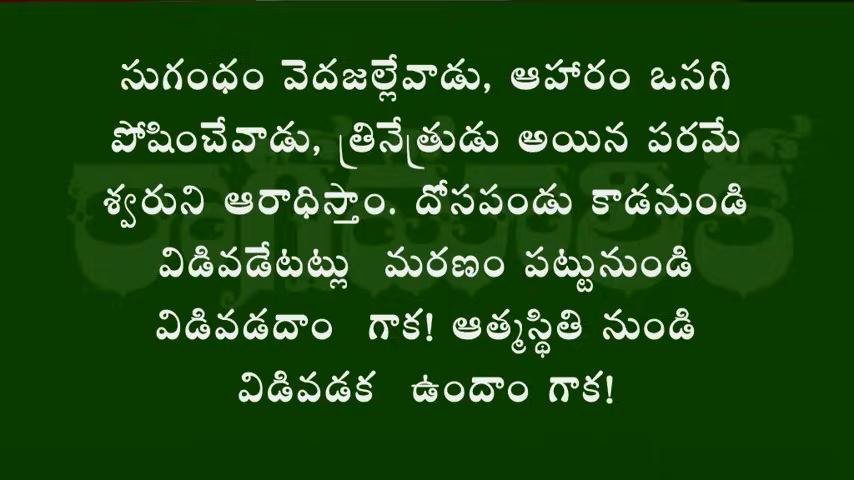 సుగంధం వెదజల్లేవాడు, ఆహారం ఒసగి
పోషించేవాడు, త్రినేత్రుడు అయిన పరమే
శ్వరుని ఆరాధిస్తాం. దోసపండు కాడనుండి
విడివడేటట్లు మరణం పట్టునుండి
విడివడదాం గాక! ఆత్మస్థితి నుండి
విడివడక ఉందాం గాక!